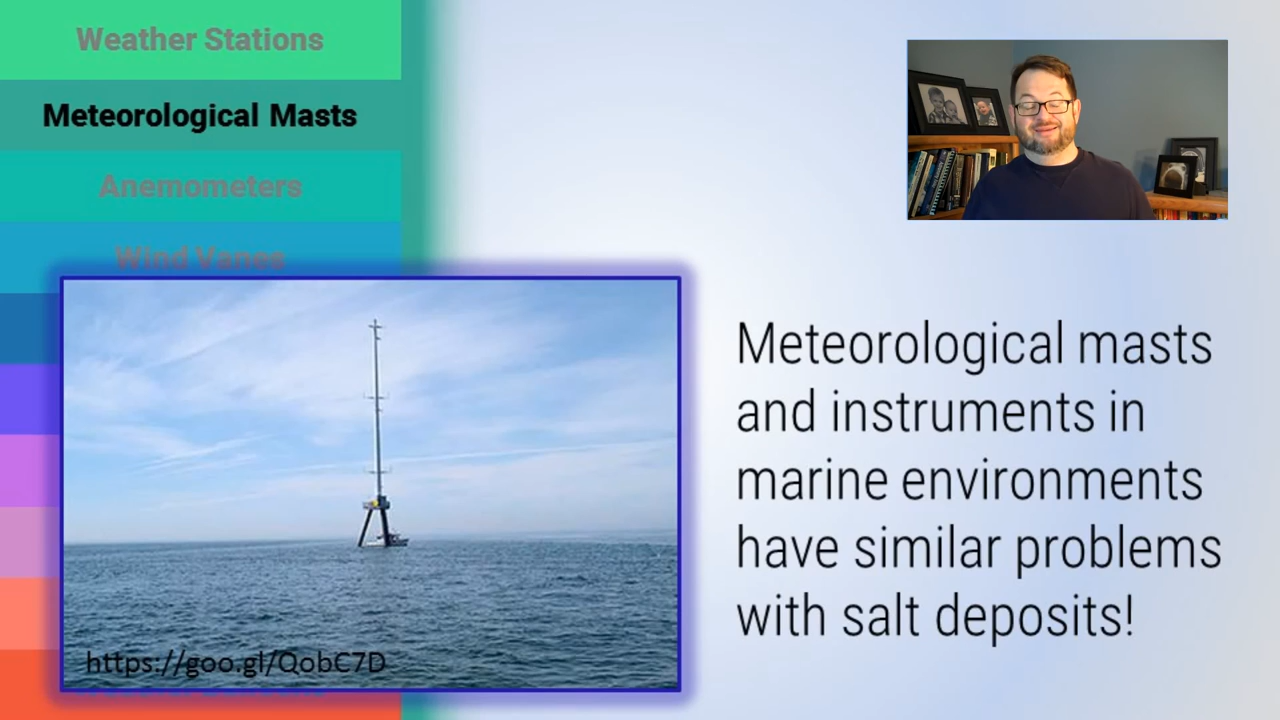 Weather Stations
Meteorological Masts
Anemometers
Wind Vanes
Meteorological masts
and instruments in
marine environments
have similar problems
with salt deposits!
https://goo.gl/QobC7D